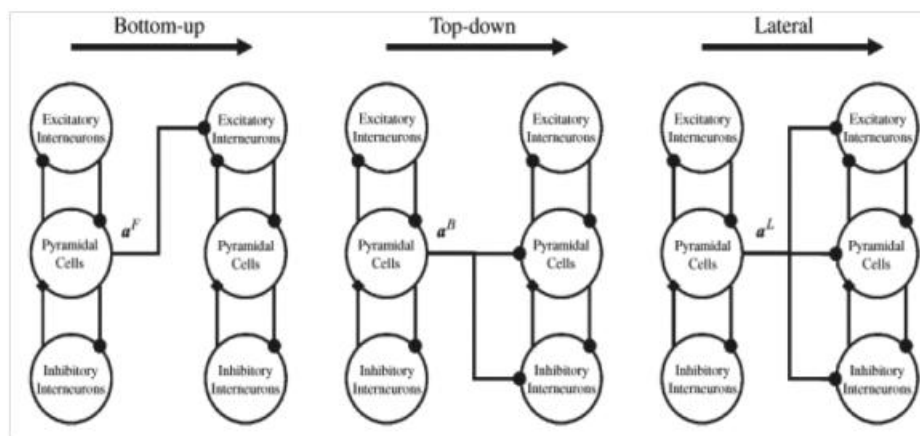 Bottom-up
Top-down
Lateral
Excitatory
Interneurons
Excitatory
Interneurons
Excitatory
Interneurons
Excitatory
Interneurons
Excitatory
Interneurons
Excitatory
Interneurons
Pyramidal
Cells
a^F
Pyramidal
Cells
Pyramidal
Cells
a^B
Pyramidal
Cells
Pyramidal
Cells
a^L
Pyramidal
Cells
Inhibitory
Interneurons
Inhibitory
Interneurons
Inhibitory
Interneurons
Inhibitory
Interneurons
Inhibitory
Interneurons
Inhibitory
Interneurons